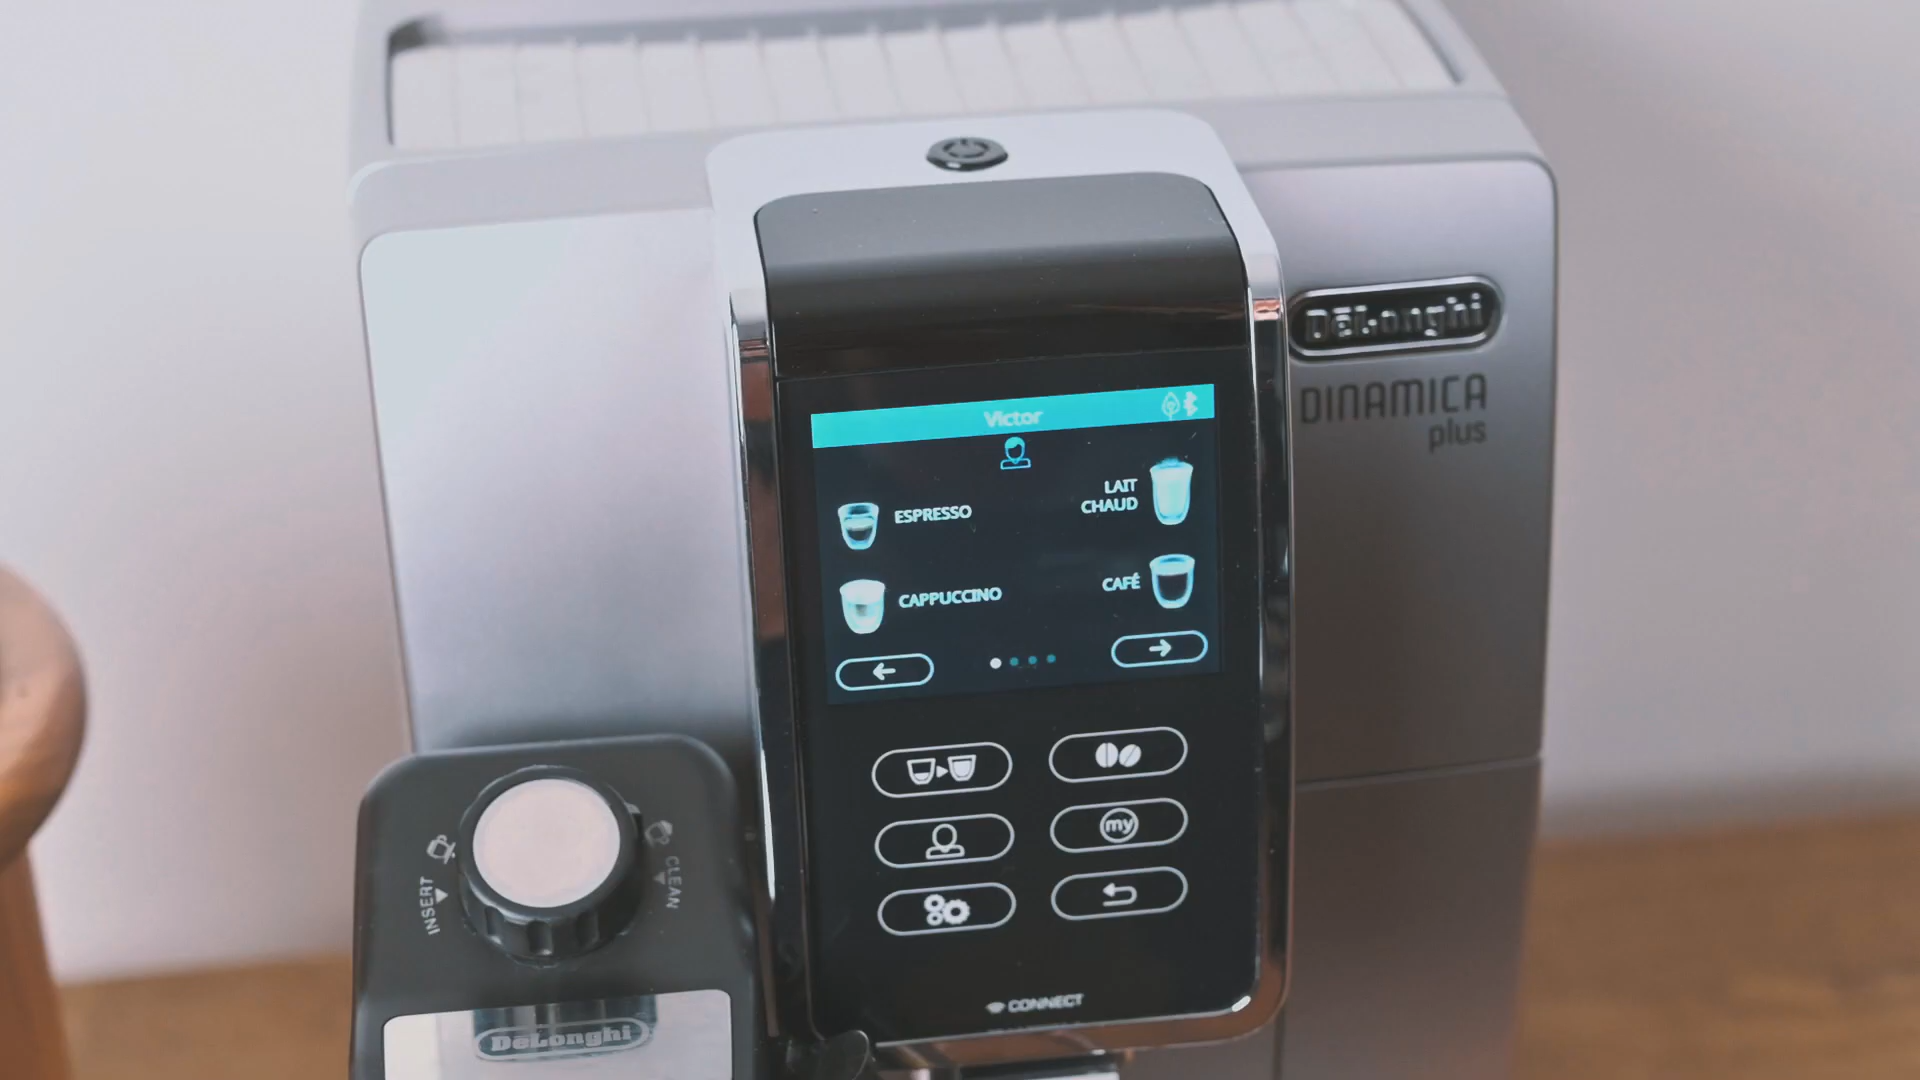 DeLonghi
DINAMICA
plus
Victor
ESPRESSO
LAIT
CHAUD
CAPPUCCINO
CAFÉ
my
INSERT
CLEAN
CONNECT
DeLonghi